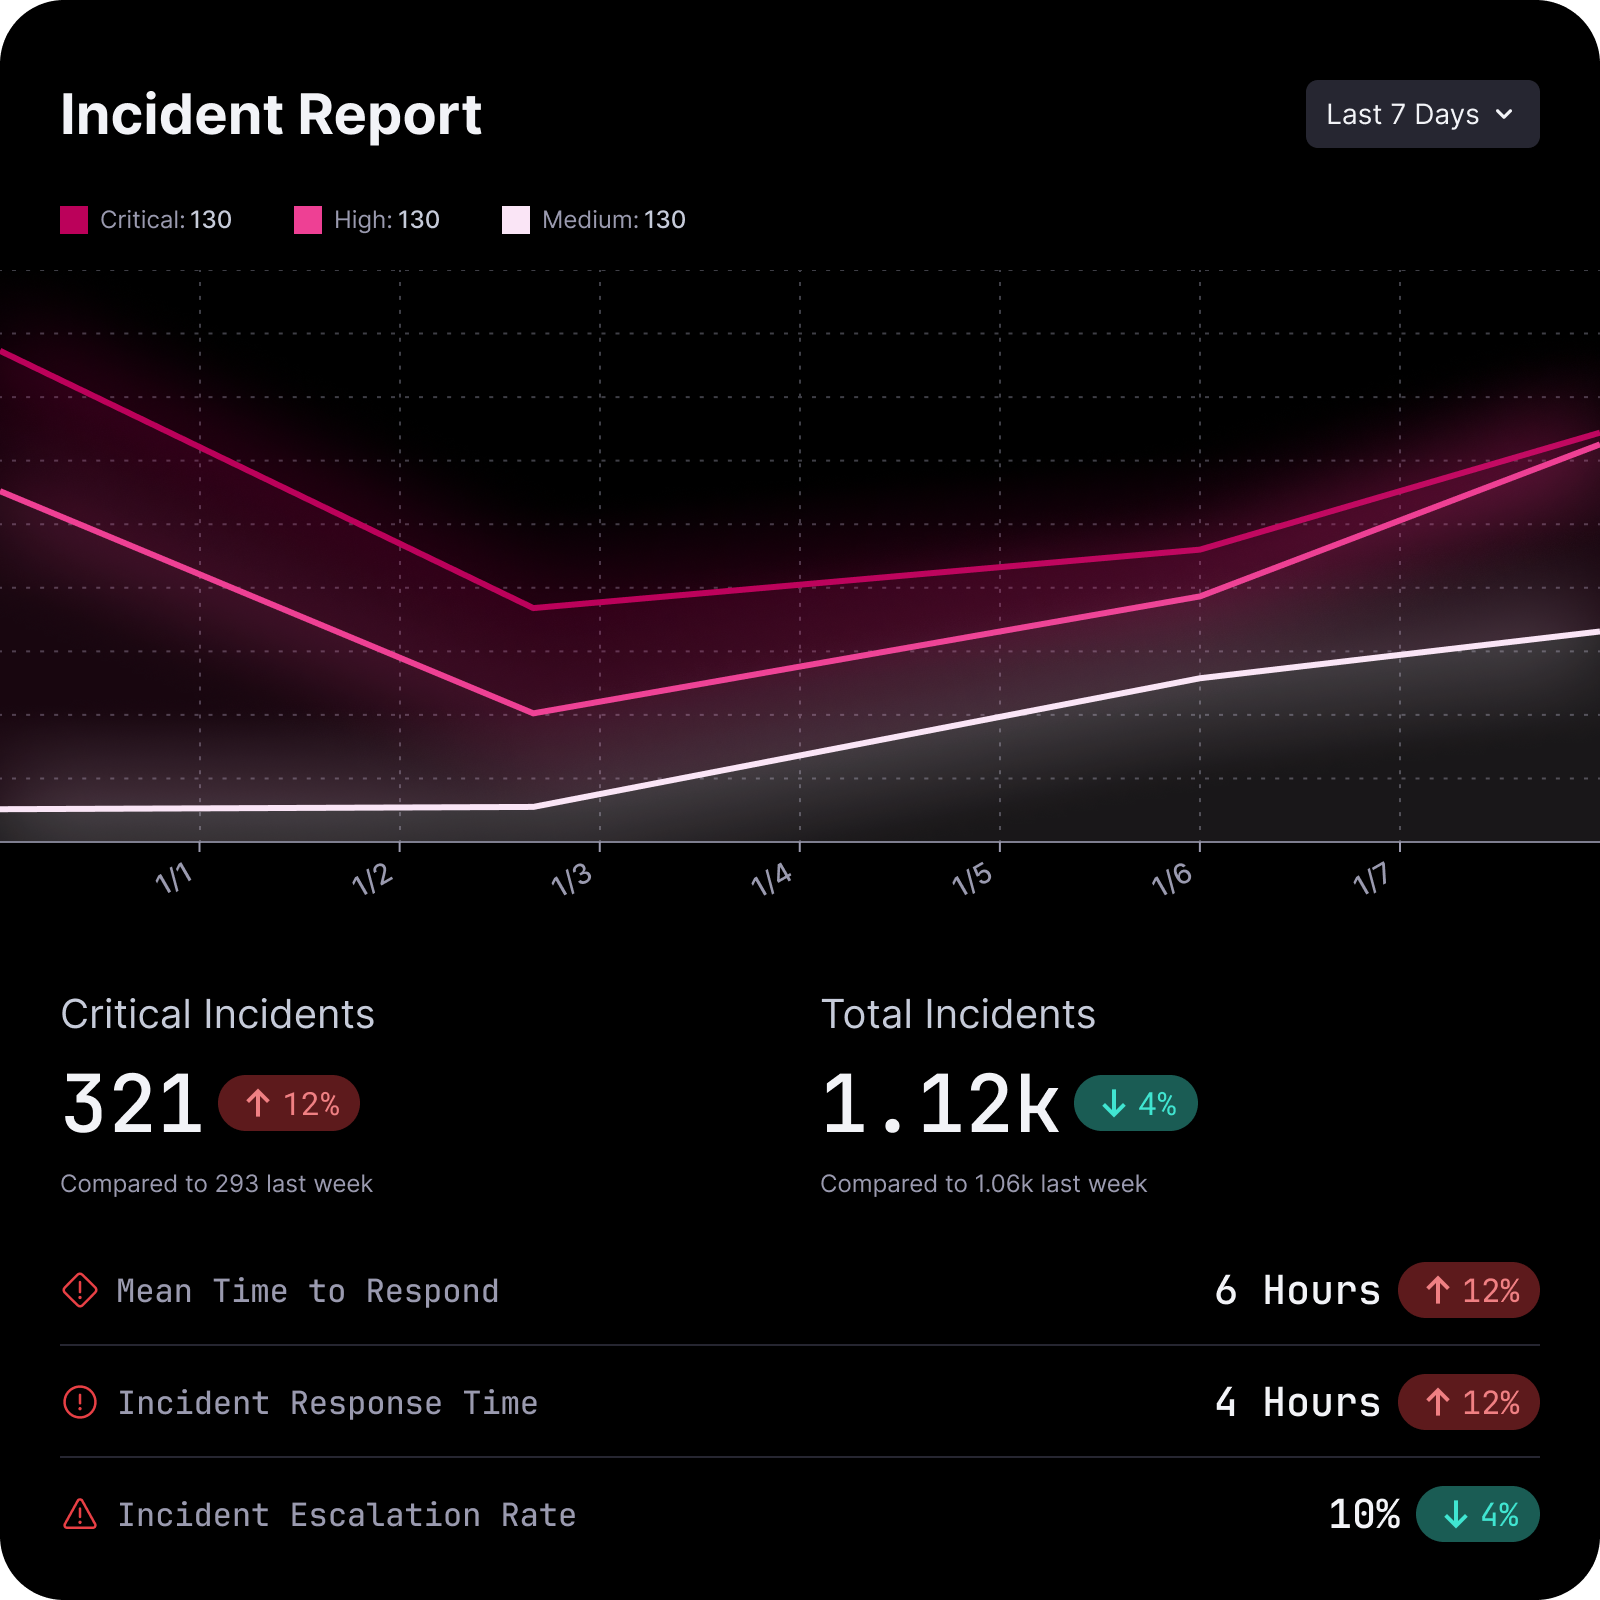 Incident Report
Last 7 Days
Critical: 130
High: 130
Medium: 130
1/1
1/2
1/3
1/4
1/5
1/6
1/7
Critical Incidents
321
12%
Compared to 293 last week
Total Incidents
1.12k
4%
Compared to 1.06k last week
Mean Time to Respond
6 Hours
12%
Incident Response Time
4 Hours
12%
Incident Escalation Rate
10%
4%